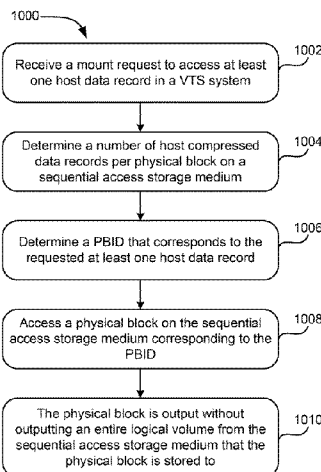 1000
Receive a mount request to access at least
one host data record in a VTS system
1002
Determine a number of host compressed
data records per physical block on a
sequential access storage medium
1004
Determine a PBID that corresponds to the
requested at least one host data record
1006
Access a physical block on the sequential
access storage medium corresponding to the
PBID
1008
The physical block is output without
outputting an entire logical volume from the
sequential access storage medium that the
physical block is stored to
1010